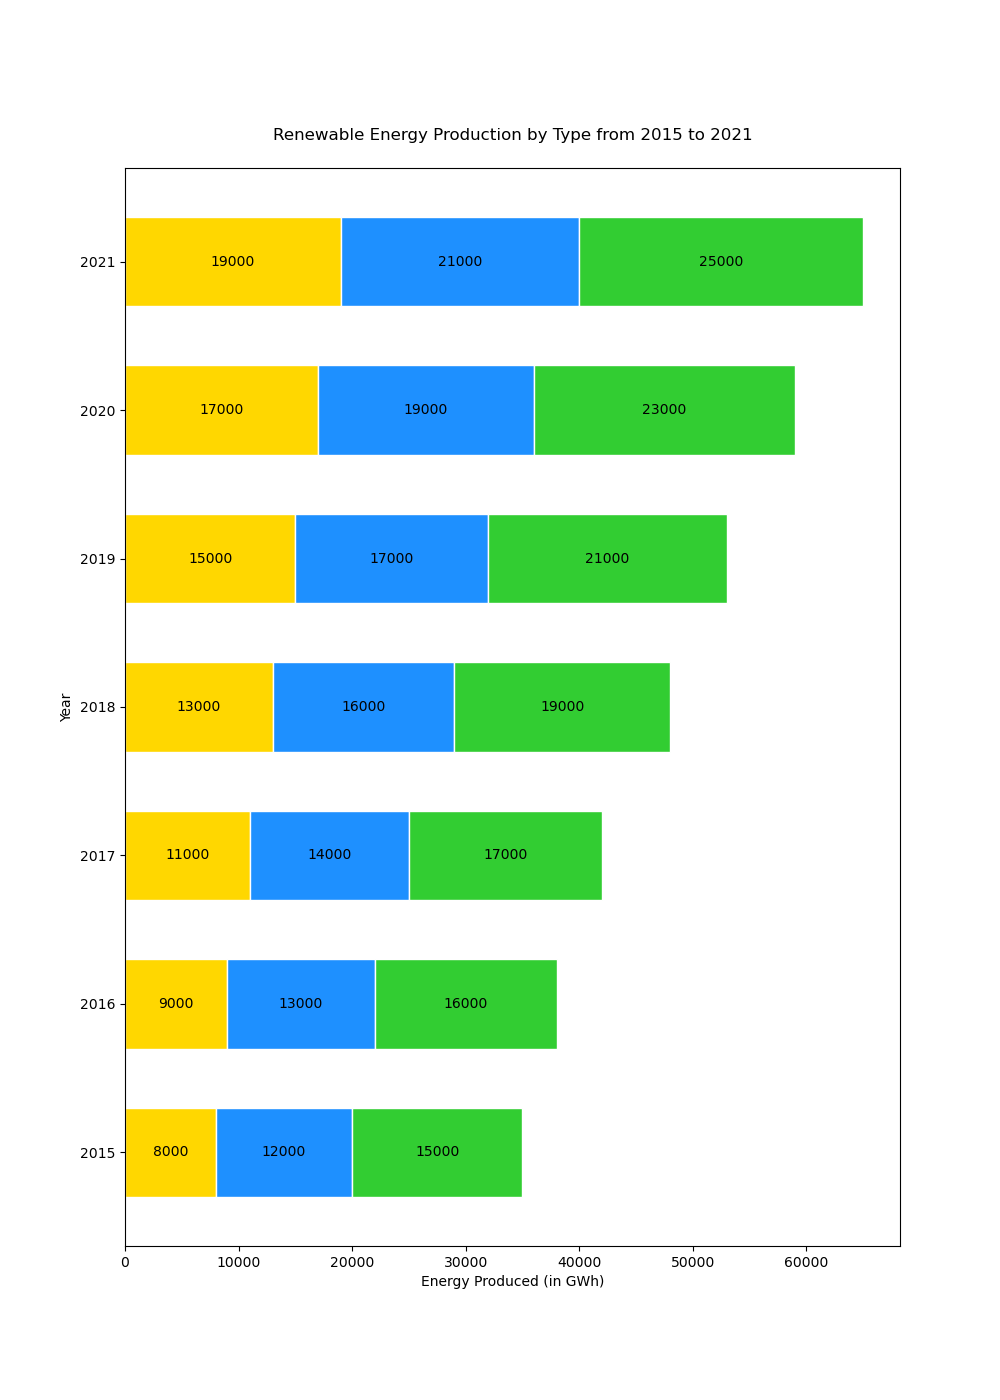 Renewable Energy Production by Type from 2015 to 2021
2021 19000 21000 25000
2020 17000 19000 23000
2019 15000 17000 21000
2018 13000 16000 19000
Year
2017 11000 14000 17000
2016 9000 13000 16000
2015 8000 12000 15000
0 10000 20000 30000 40000 50000 60000
Energy Produced (in GWh)